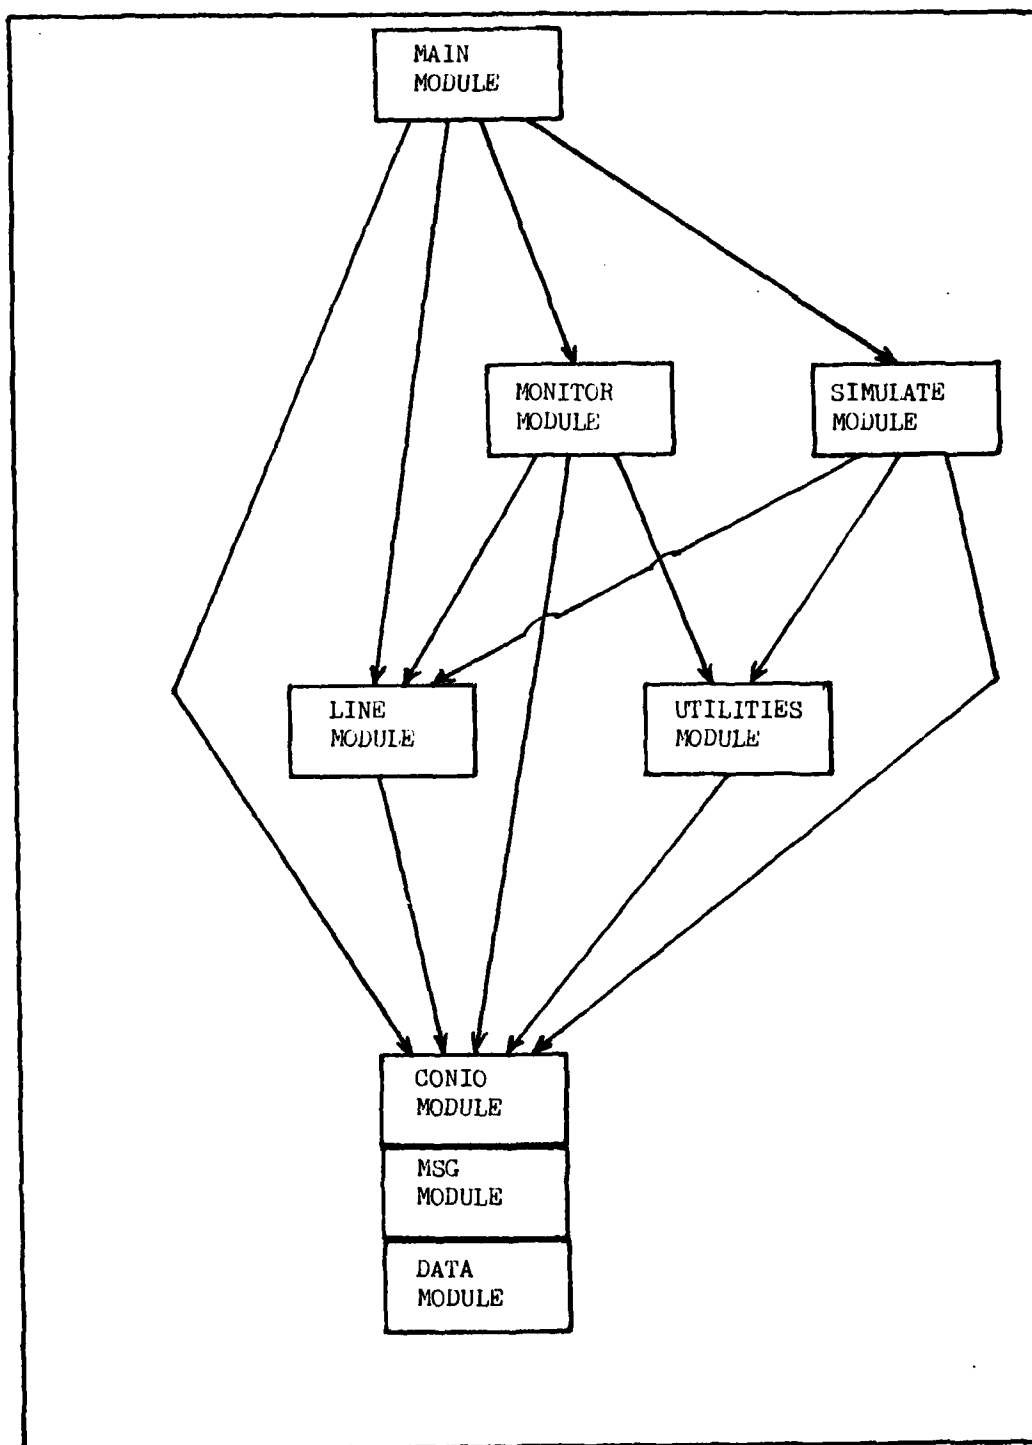 MAIN
MODULE
MONITOR
MODULE
SIMULATE
MODULE
LINE
MODULE
UTILITIES
MODULE
CONIO
MODULE
MSG
MODULE
DATA
MODULE